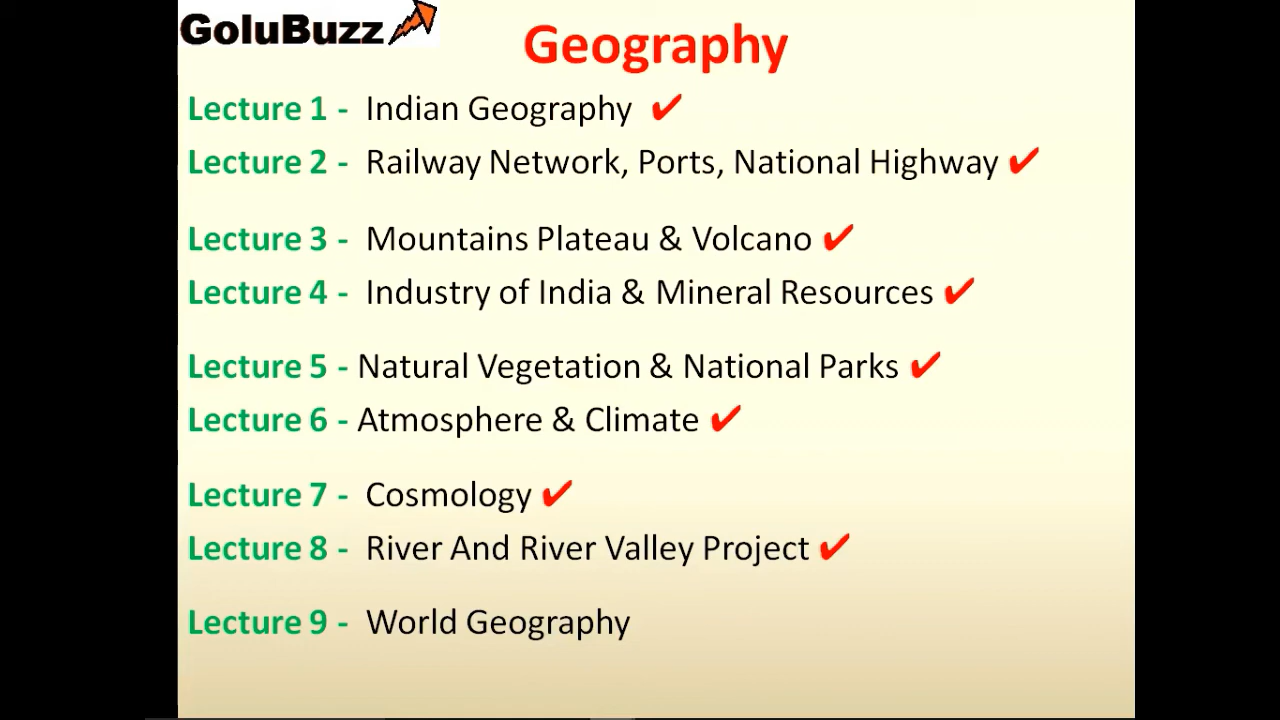 GoluBuzz
Geography
Lecture 1 - Indian Geography ✔
Lecture 2 - Railway Network, Ports, National Highway ✔
Lecture 3 - Mountains Plateau & Volcano ✔
Lecture 4 - Industry of India & Mineral Resources ✔
Lecture 5 - Natural Vegetation & National Parks ✔
Lecture 6 - Atmosphere & Climate ✔
Lecture 7 - Cosmology ✔
Lecture 8 - River And River Valley Project ✔
Lecture 9 - World Geography